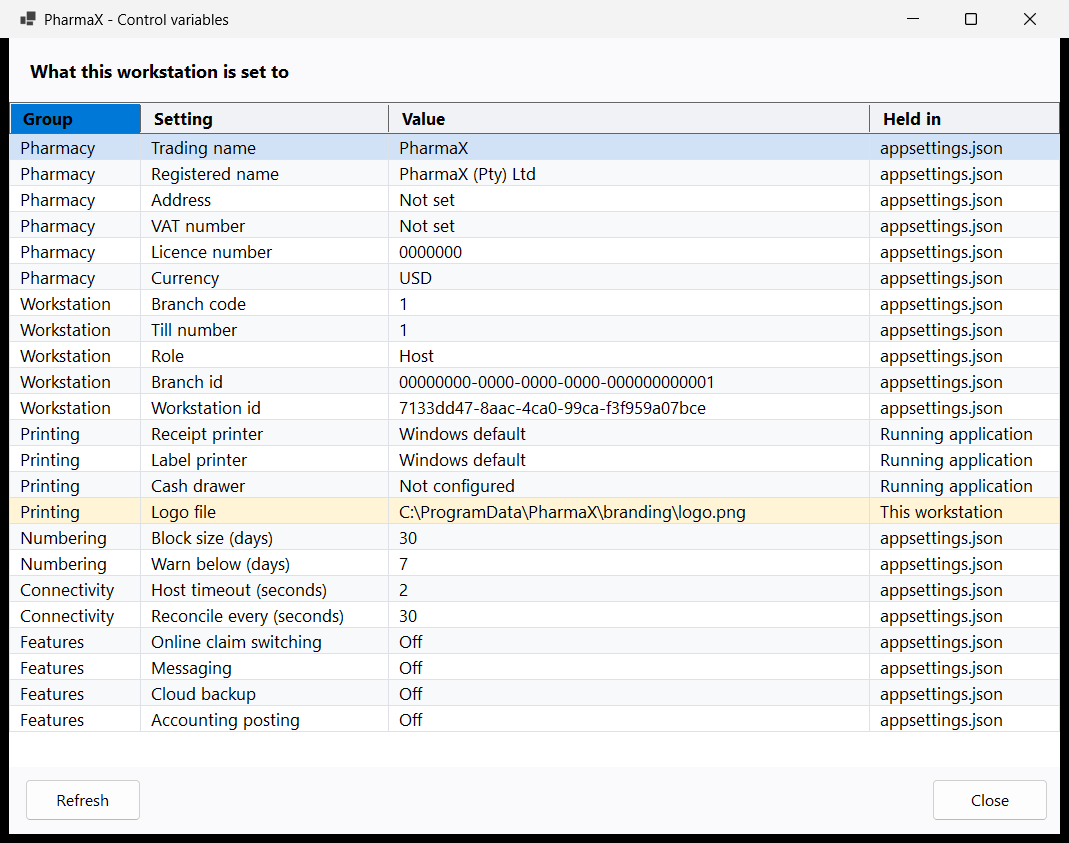 PharmaX - Control variables
What this workstation is set to
Group Setting Value Held in
Pharmacy Trading name PharmaX appsettings.json
Pharmacy Registered name PharmaX (Pty) Ltd appsettings.json
Pharmacy Address Not set appsettings.json
Pharmacy VAT number Not set appsettings.json
Pharmacy Licence number 0000000 appsettings.json
Pharmacy Currency USD appsettings.json
Workstation Branch code 1 appsettings.json
Workstation Till number 1 appsettings.json
Workstation Role Host appsettings.json
Workstation Branch id 00000000-0000-0000-0000-000000000001 appsettings.json
Workstation Workstation id 7133dd47-8aac-4ca0-99ca-f3f959a07bce appsettings.json
Printing Receipt printer Windows default Running application
Printing Label printer Windows default Running application
Printing Cash drawer Not configured Running application
Printing Logo file C:\ProgramData\PharmaX\branding\logo.png This workstation
Numbering Block size (days) 30 appsettings.json
Numbering Warn below (days) 7 appsettings.json
Connectivity Host timeout (seconds) 2 appsettings.json
Connectivity Reconcile every (seconds) 30 appsettings.json
Features Online claim switching Off appsettings.json
Features Messaging Off appsettings.json
Features Cloud backup Off appsettings.json
Features Accounting posting Off appsettings.json
Refresh Close